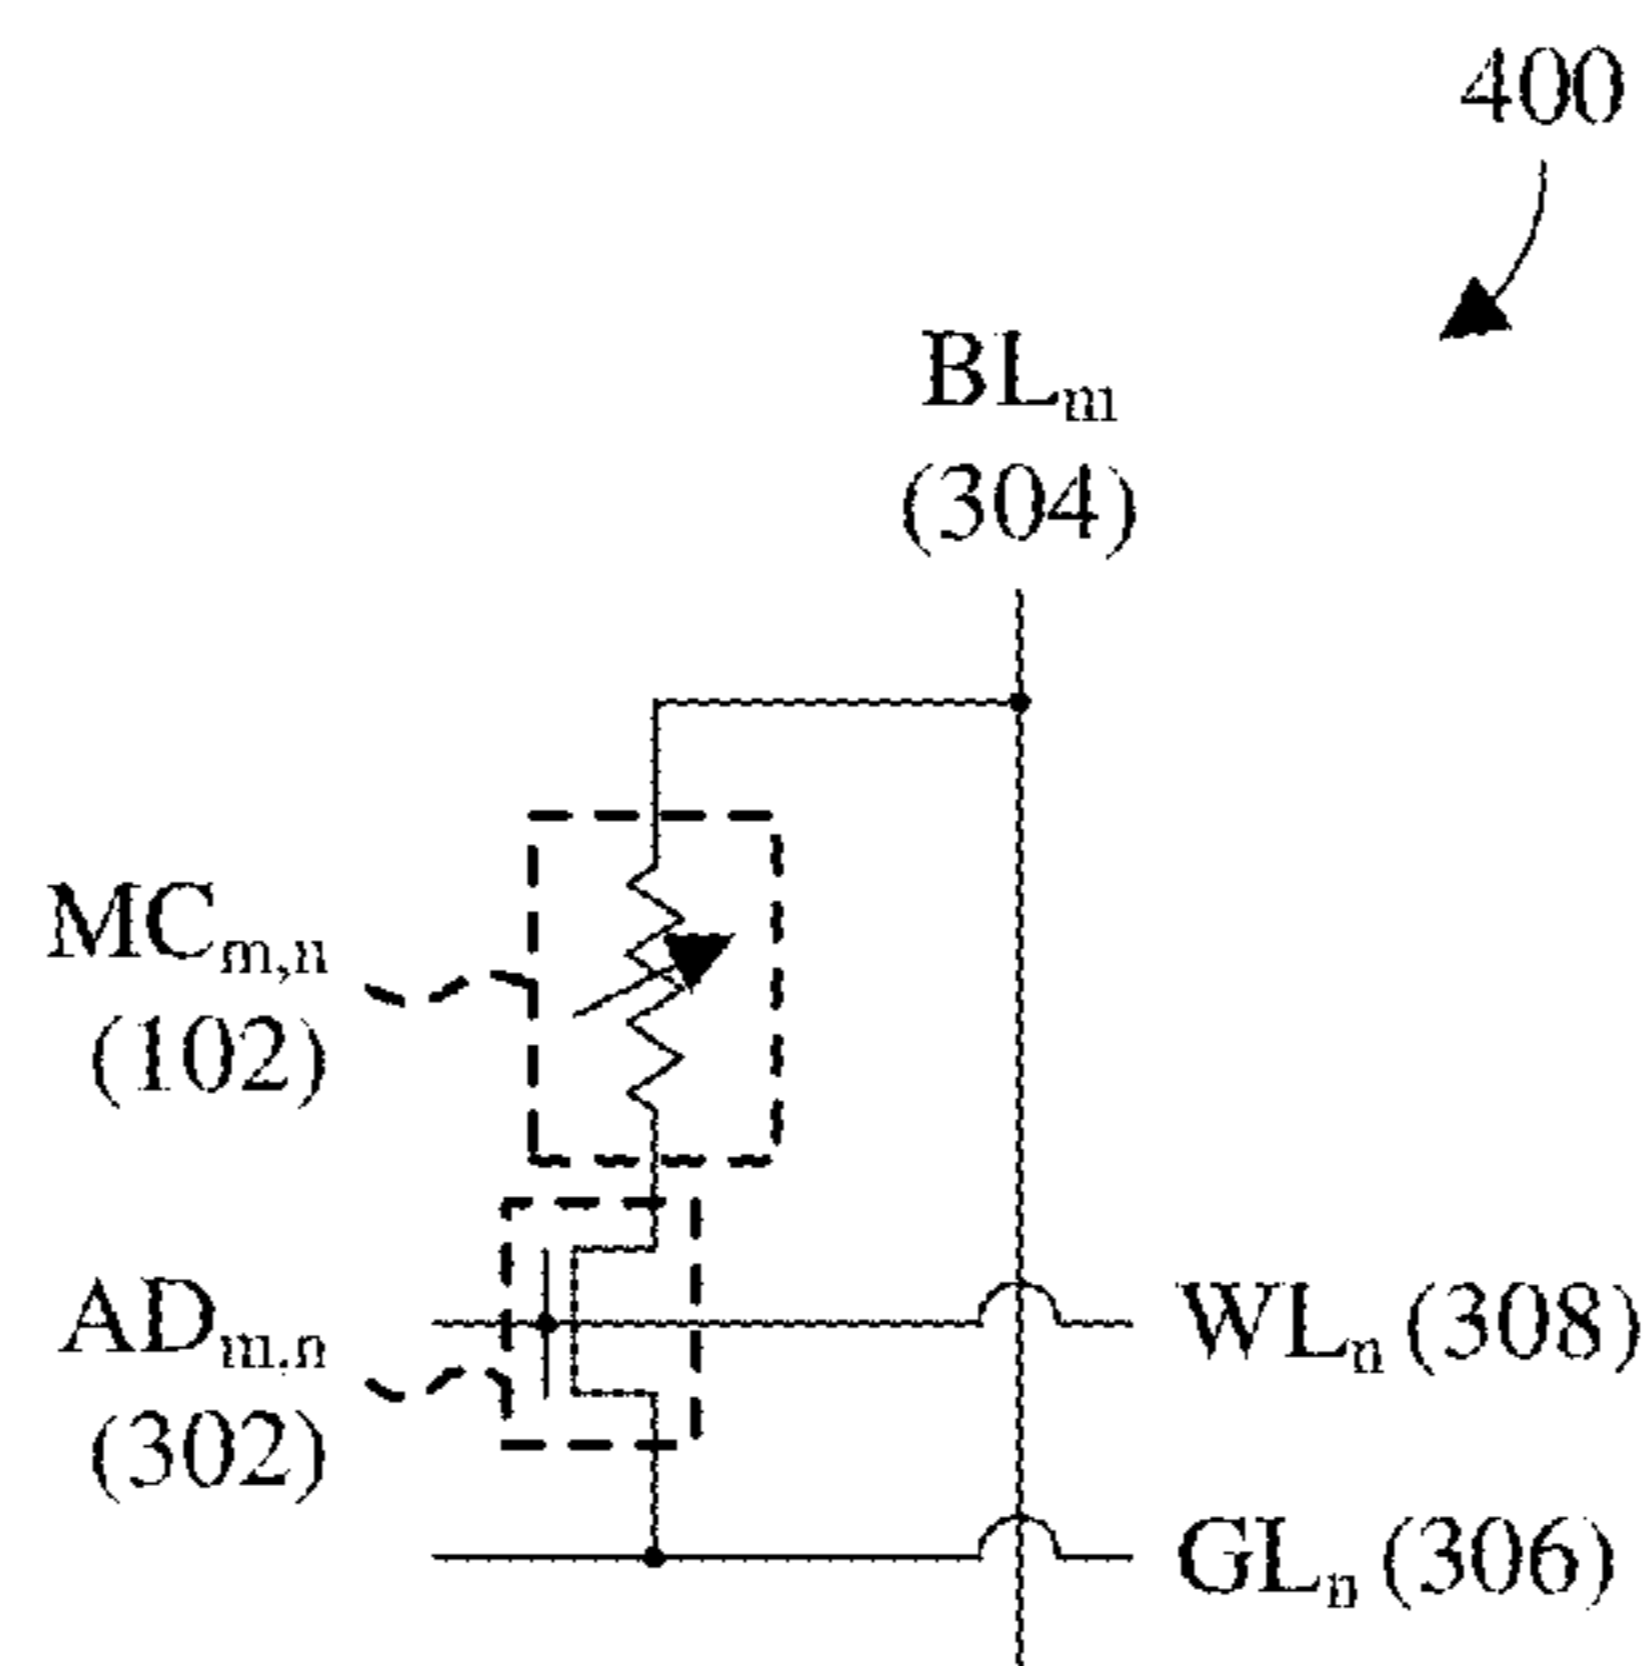 400
BLm
(304)
MCm,n
(102)
ADm,n
(302)
WLn (308)
GLn (306)